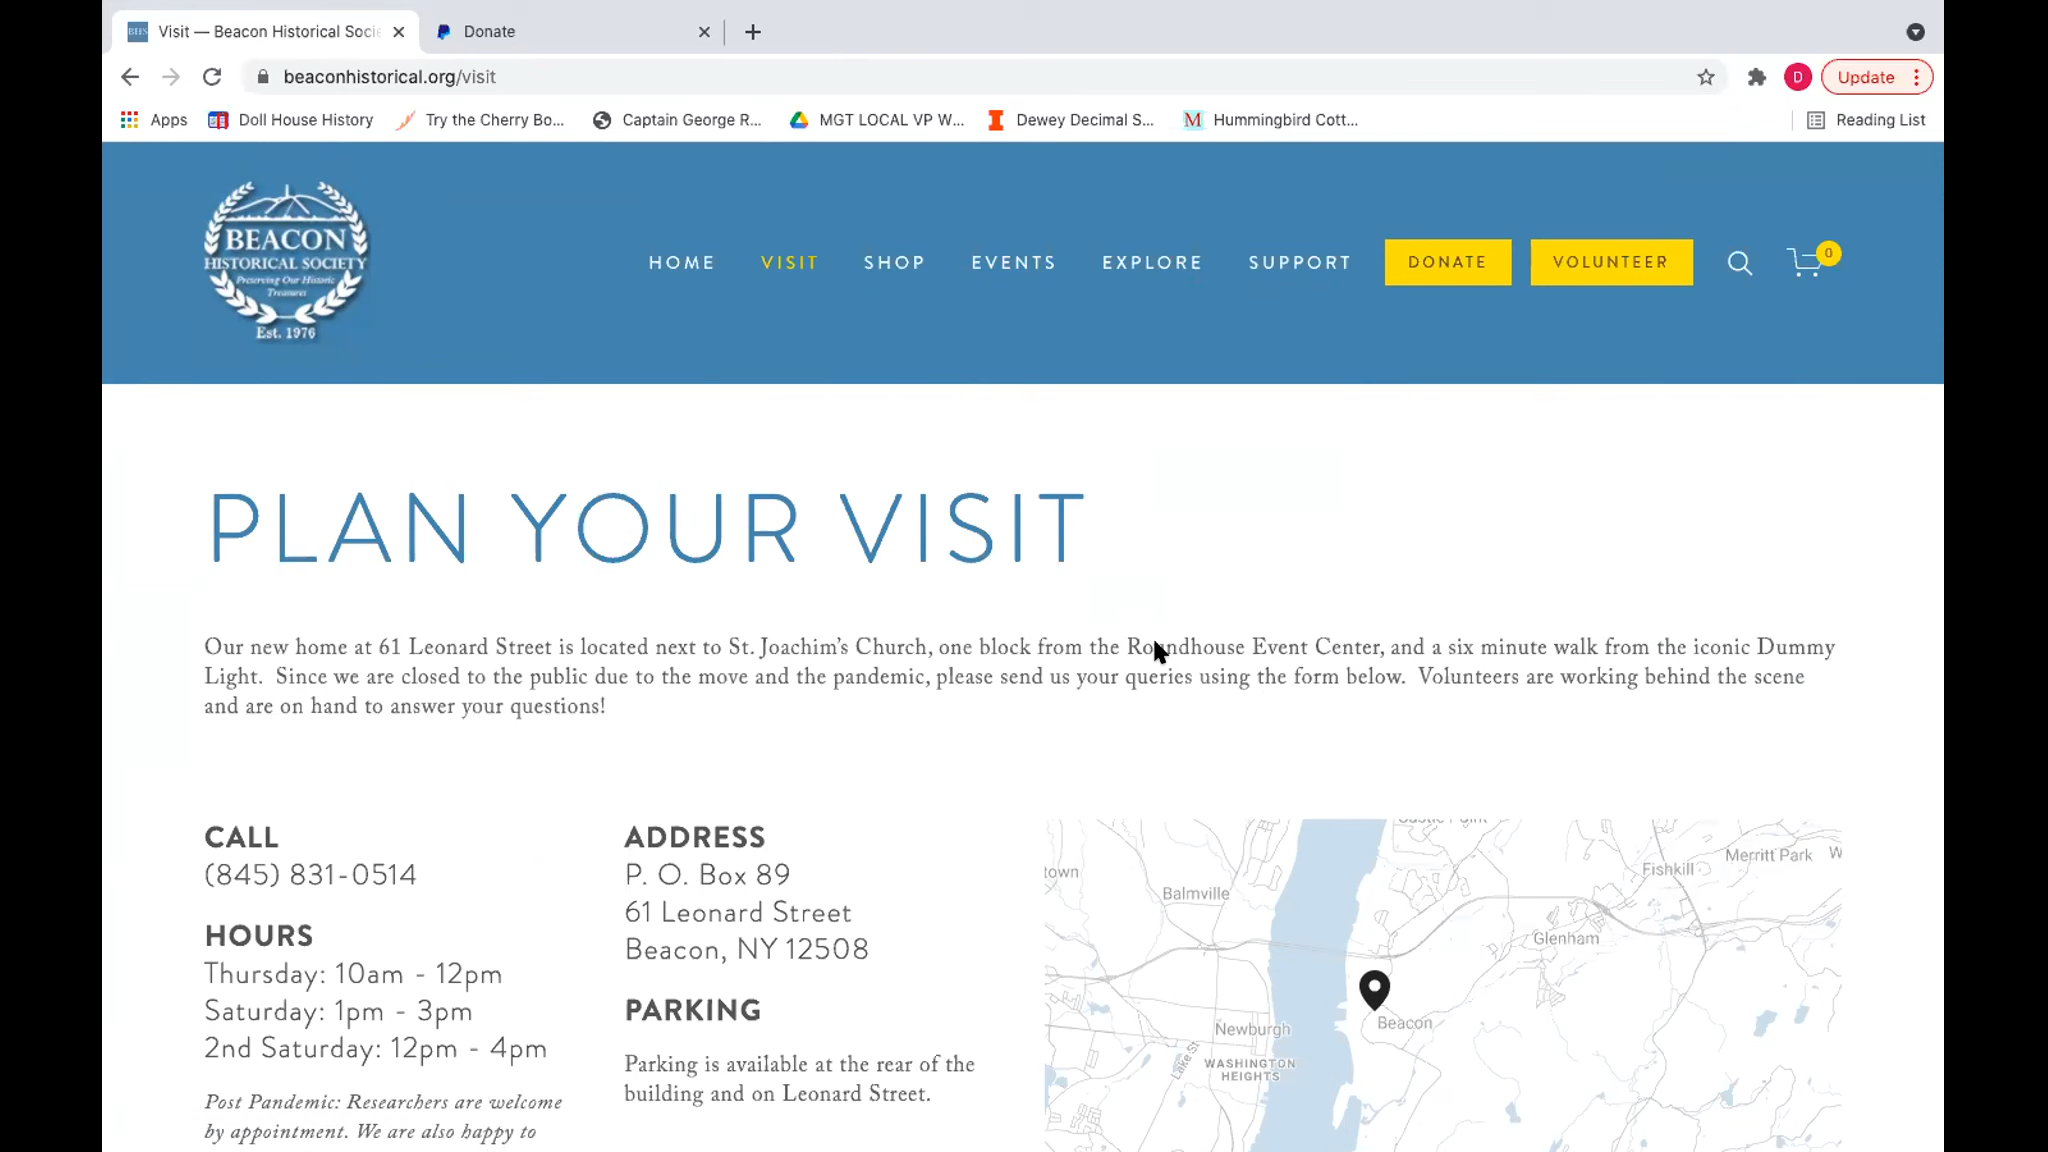 Visit — Beacon Historical Socie
Donate
beaconhistorical.org/visit
D
Update
Apps
Doll House History
Try the Cherry Bo...
Captain George R...
MGT LOCAL VP W...
Dewey Decimal S...
M
Hummingbird Cott...
Reading List
BEACON
HISTORICAL SOCIETY
Preserving Our Historic
Treasures
Est. 1976
HOME
VISIT
SHOP
EVENTS
EXPLORE
SUPPORT
DONATE
VOLUNTEER
0
PLAN YOUR VISIT
Our new home at 61 Leonard Street is located next to St. Joachim’s Church, one block from the Roundhouse Event Center, and a six minute walk from the iconic Dummy
Light. Since we are closed to the public due to the move and the pandemic, please send us your queries using the form below. Volunteers are working behind the scene
and are on hand to answer your questions!
CALL
(845) 831-0514
HOURS
Thursday: 10am - 12pm
Saturday: 1pm - 3pm
2nd Saturday: 12pm - 4pm
Post Pandemic: Researchers are welcome
by appointment. We are also happy to
ADDRESS
P. O. Box 89
61 Leonard Street
Beacon, NY 12508
PARKING
Parking is available at the rear of the
building and on Leonard Street.
Castle Point
Merritt Park
W
Fishkill
town
Balmville
Glenham
Beacon
Newburgh
Lake St
WASHINGTON
HEIGHTS